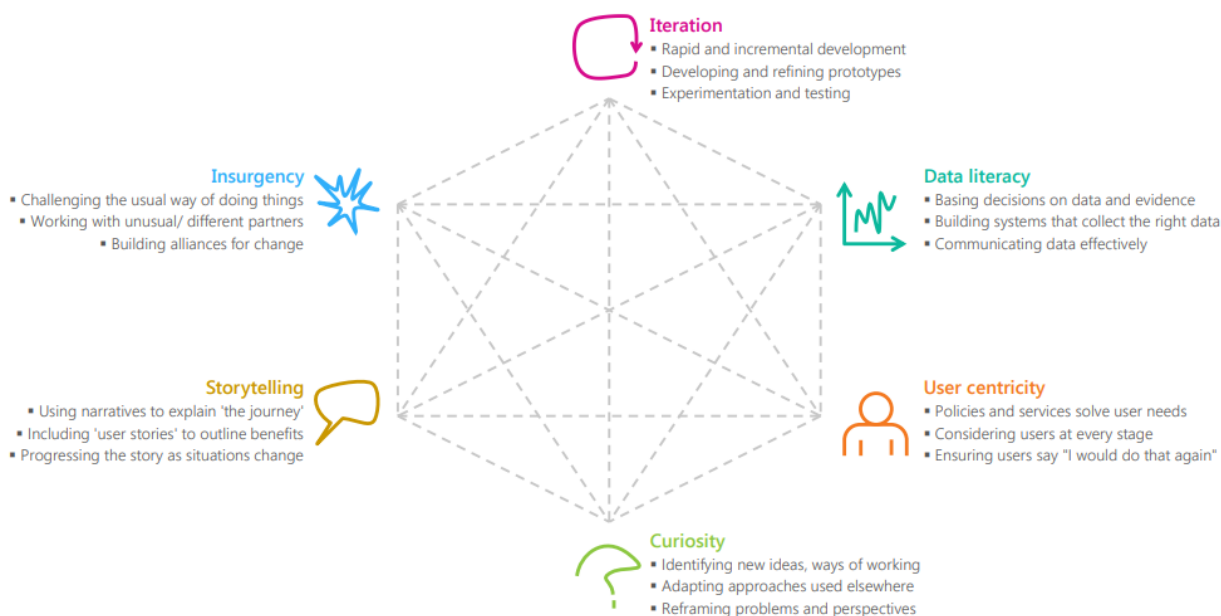 Iteration
▪ Rapid and incremental development
▪ Developing and refining prototypes
▪ Experimentation and testing
Insurgency
▪ Challenging the usual way of doing things
▪ Working with unusual/ different partners
▪ Building alliances for change
Data literacy
▪ Basing decisions on data and evidence
▪ Building systems that collect the right data
▪ Communicating data effectively
Storytelling
▪ Using narratives to explain 'the journey'
▪ Including 'user stories' to outline benefits
▪ Progressing the story as situations change
User centricity
▪ Policies and services solve user needs
▪ Considering users at every stage
▪ Ensuring users say "I would do that again"
Curiosity
▪ Identifying new ideas, ways of working
▪ Adapting approaches used elsewhere
▪ Reframing problems and perspectives